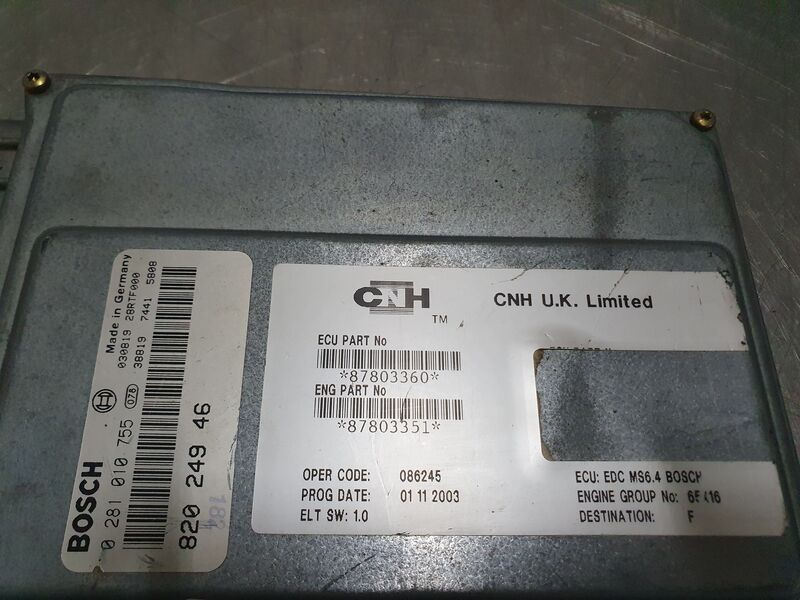 Made in Germany
030819 28RTF000
38819 7441 5808
078
BOSCH
0 281 010 755
820 249 46
184
CNH
TM
CNH U.K. Limited
ECU PART No
*87803360*
ENG PART No
*87803351*
OPER CODE: 086245
PROG DATE: 01 11 2003
ELT SW: 1.0
ECU: EDC MS6.4 BOSCH
ENGINE GROUP No:
DESTINATION: F